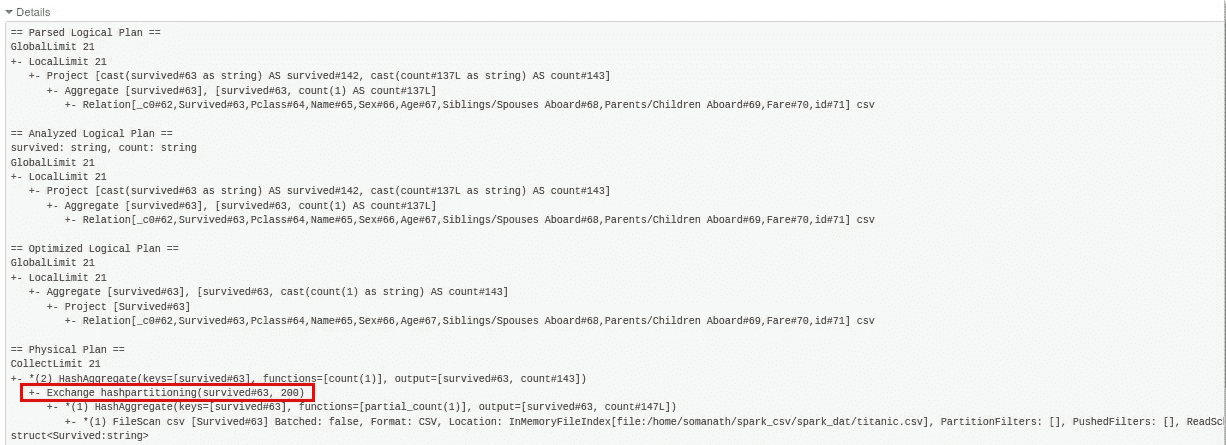 Details
== Parsed Logical Plan ==
GlobalLimit 21
+- LocalLimit 21
   +- Project [cast(survived#63 as string) AS survived#142, cast(count#137L as string) AS count#143]
      +- Aggregate [survived#63], [survived#63, count(1) AS count#137L]
         +- Relation[_c0#62,Survived#63,Pclass#64,Name#65,Sex#66,Age#67,Siblings/Spouses Aboard#68,Parents/Children Aboard#69,Fare#70,id#71] csv

== Analyzed Logical Plan ==
survived: string, count: string
GlobalLimit 21
+- LocalLimit 21
   +- Project [cast(survived#63 as string) AS survived#142, cast(count#137L as string) AS count#143]
      +- Aggregate [survived#63], [survived#63, count(1) AS count#137L]
         +- Relation[_c0#62,Survived#63,Pclass#64,Name#65,Sex#66,Age#67,Siblings/Spouses Aboard#68,Parents/Children Aboard#69,Fare#70,id#71] csv

== Optimized Logical Plan ==
GlobalLimit 21
+- LocalLimit 21
   +- Aggregate [survived#63], [survived#63, cast(count(1) as string) AS count#143]
      +- Project [Survived#63]
         +- Relation[_c0#62,Survived#63,Pclass#64,Name#65,Sex#66,Age#67,Siblings/Spouses Aboard#68,Parents/Children Aboard#69,Fare#70,id#71] csv

== Physical Plan ==
CollectLimit 21
+- *(2) HashAggregate(keys=[survived#63], functions=[count(1)], output=[survived#63, count#143])
   +- Exchange hashpartitioning(survived#63, 200)
      +- *(1) HashAggregate(keys=[survived#63], functions=[partial_count(1)], output=[survived#63, count#147L])
         +- *(1) FileScan csv [Survived#63] Batched: false, Format: CSV, Location: InMemoryFileIndex[file:/home/somanath/spark_csv/spark_dat/titanic.csv], PartitionFilters: [], PushedFilters: [], ReadSc
struct<Survived:string>